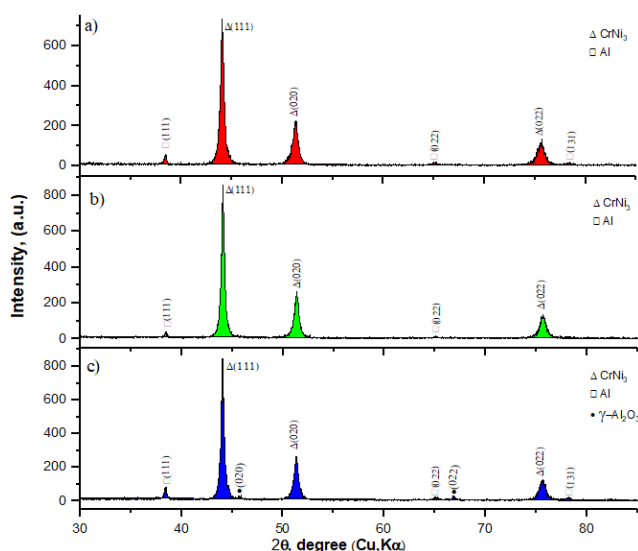 Intensity, (a.u.)
a)
600
400
200
0
□(111)
Δ(111)
Δ(020)
□(022)
Δ(022)
□(131)
Δ CrNi₃
□ Al
b)
800
600
400
200
0
□(111)
Δ(111)
Δ(020)
□(022)
Δ(022)
Δ CrNi₃
□ Al
c)
800
600
400
200
0
□(111)
Δ(111)
•(020)
Δ(020)
□(022)
•(022)
Δ(022)
□(131)
Δ CrNi₃
□ Al
• γ–Al₂O₃
30 40 50 60 70 80
2θ, degree (Cu,Kα)